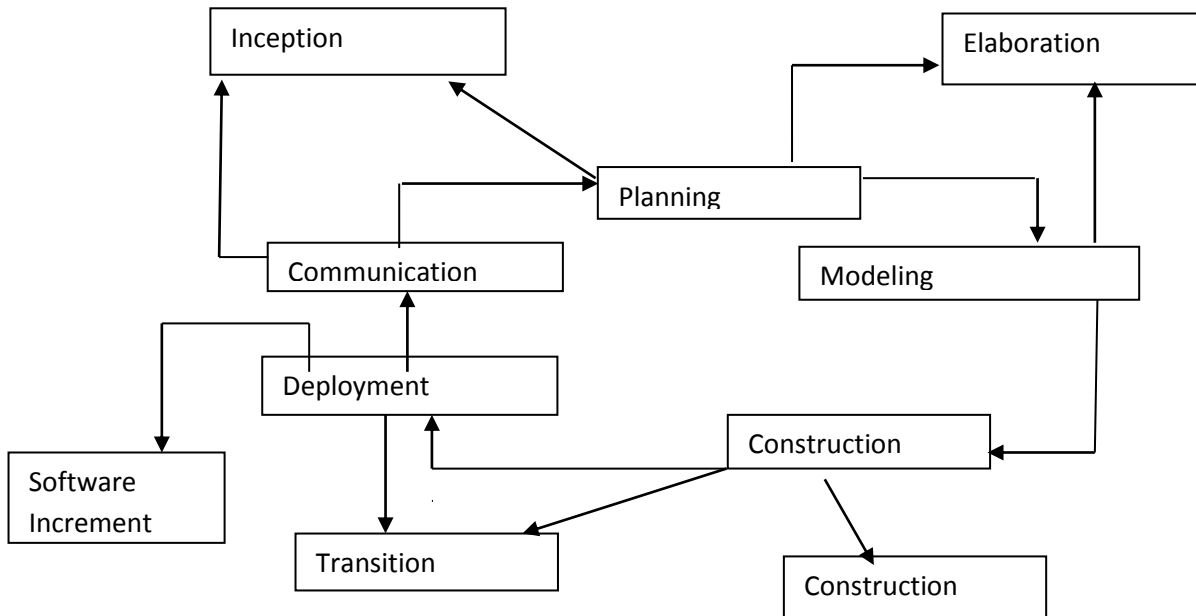 Inception
Elaboration
Planning
Communication
Modeling
Deployment
Construction
Software
Increment
Transition
Construction